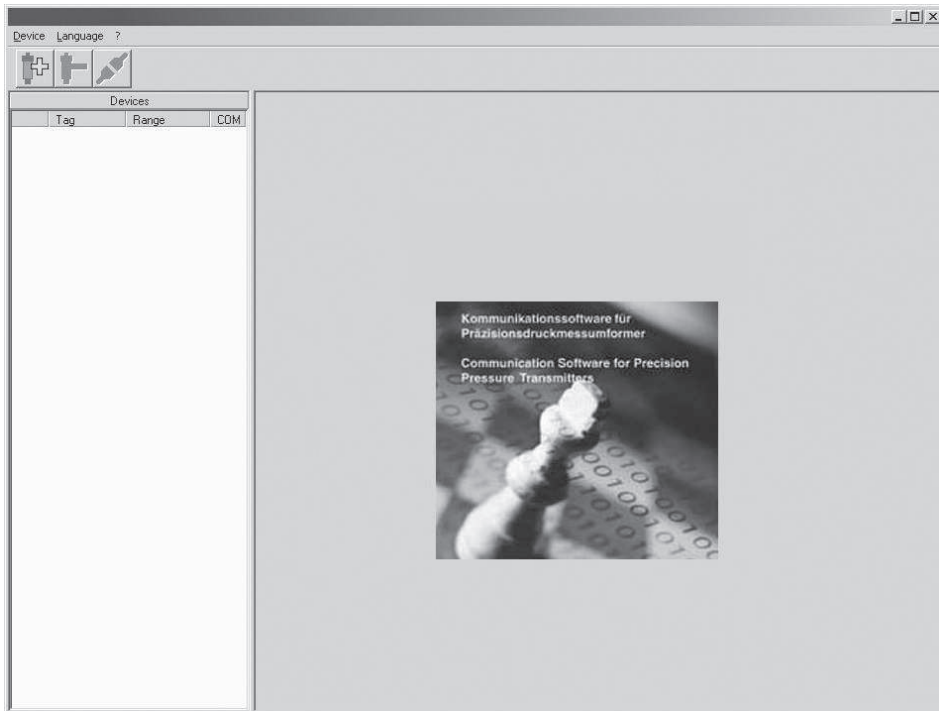 Device Language ?
Devices
Tag Range COM
Kommunikationssoftware für
Präzisionsdruckmessumformer
Communication Software for Precision
Pressure Transmitters